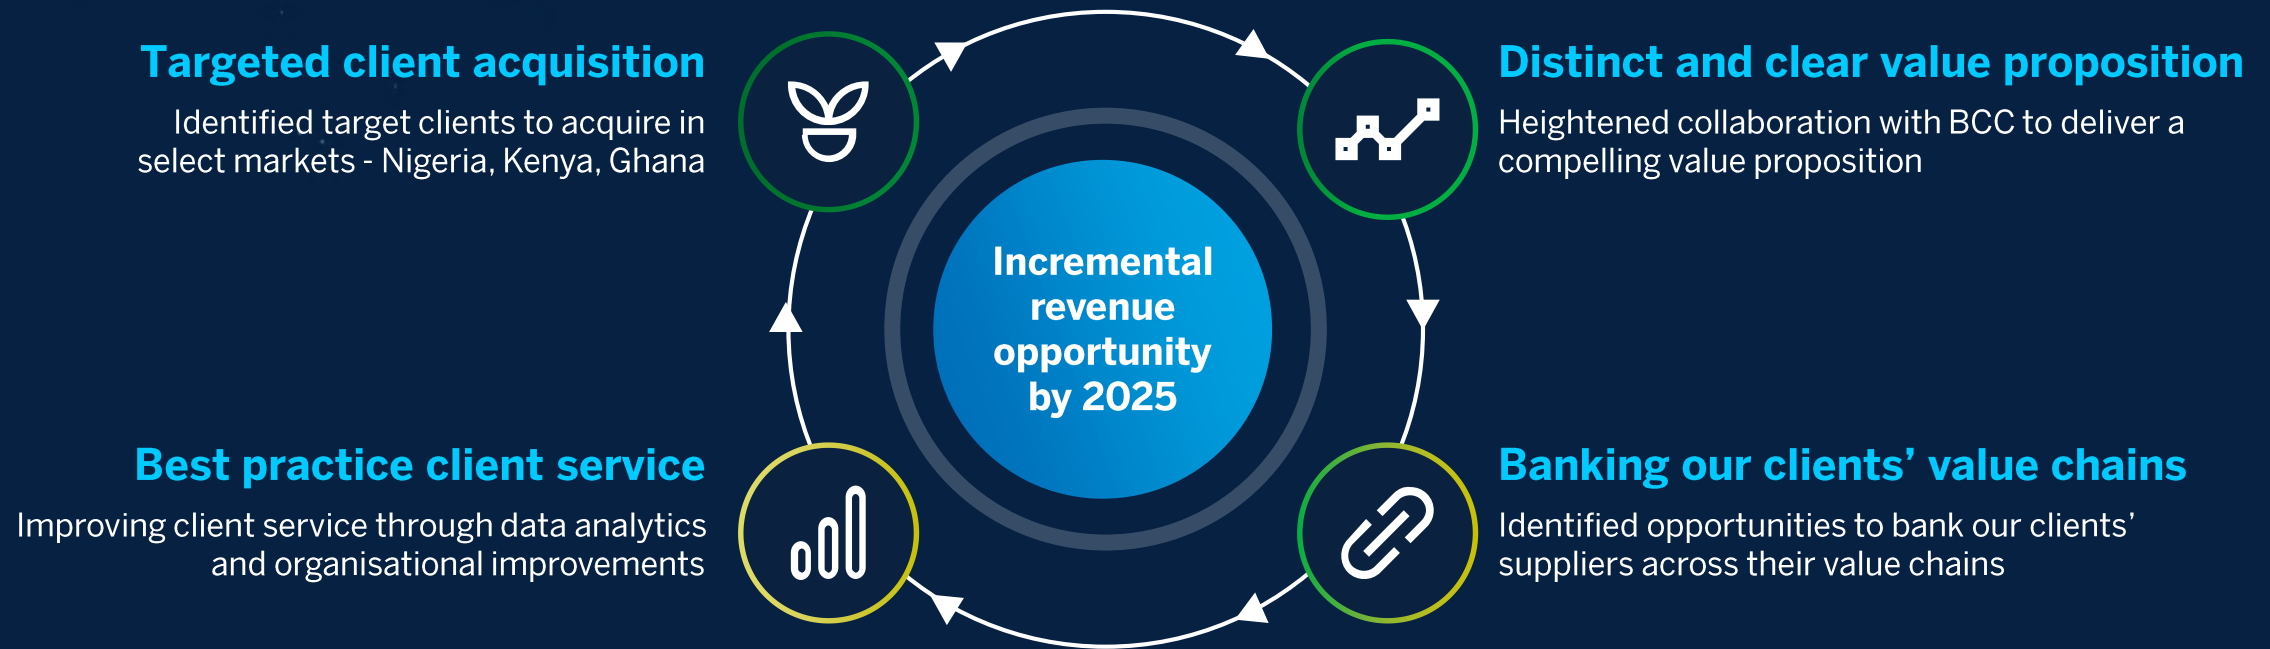 Targeted client acquisition
Identified target clients to acquire in
select markets - Nigeria, Kenya, Ghana
Distinct and clear value proposition
Heightened collaboration with BCC to deliver a
compelling value proposition
Incremental
revenue
opportunity
by 2025
Best practice client service
Improving client service through data analytics
and organisational improvements
Banking our clients’ value chains
Identified opportunities to bank our clients’
suppliers across their value chains